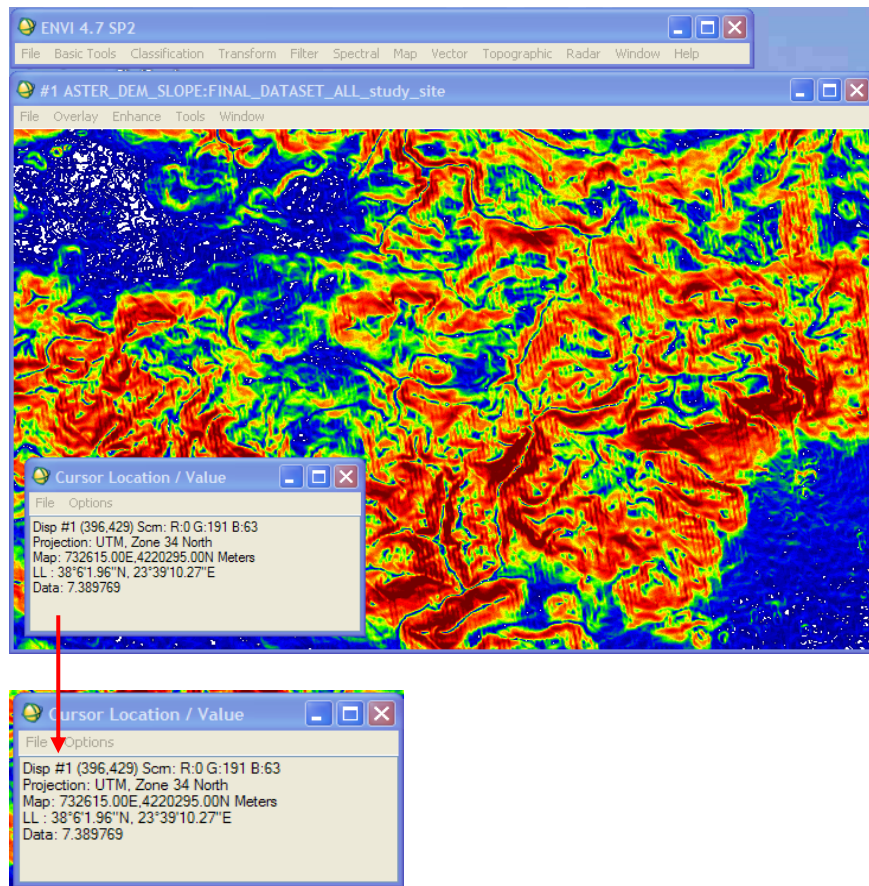 ENVI 4.7 SP2
File Basic Tools Classification Transform Filter Spectral Map Vector Topographic Radar Window Help
#1 ASTER_DEM_SLOPE:FINAL_DATASET_ALL_study_site
File Overlay Enhance Tools Window
Cursor Location / Value
File Options
Disp #1 (396,429) Scrn: R:0 G:191 B:63
Projection: UTM, Zone 34 North
Map: 732615.00E,4220295.00N Meters
LL : 38°6'1.96"N, 23°39'10.27"E
Data: 7.389769
Cursor Location / Value
File Options
Disp #1 (396,429) Scrn: R:0 G:191 B:63
Projection: UTM, Zone 34 North
Map: 732615.00E,4220295.00N Meters
LL : 38°6'1.96"N, 23°39'10.27"E
Data: 7.389769